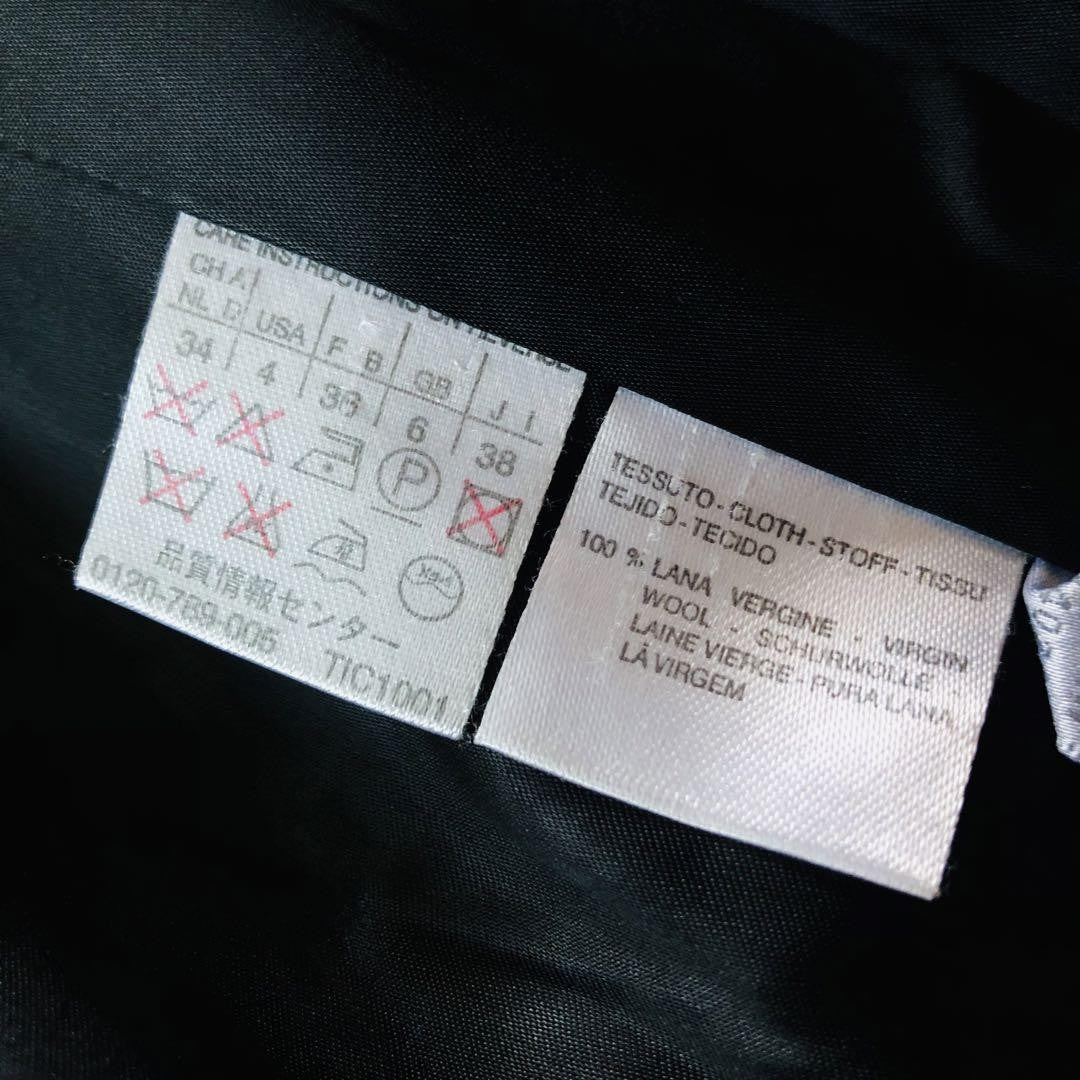 CARE INSTRUCTIONS ON REVERSE
CH A
NL D USA F B GB J I
34 4 36 6 38
P
品質情報センター
0120-789-005 TIC1001
TESSUTO - CLOTH - STOFF - TISSU
TEJIDO - TECIDO
100 % LANA VERGINE - VIRGIN
WOOL - SCHURWOLLE -
LAINE VIERGE - PURA LANA
LÀ VIRGEM